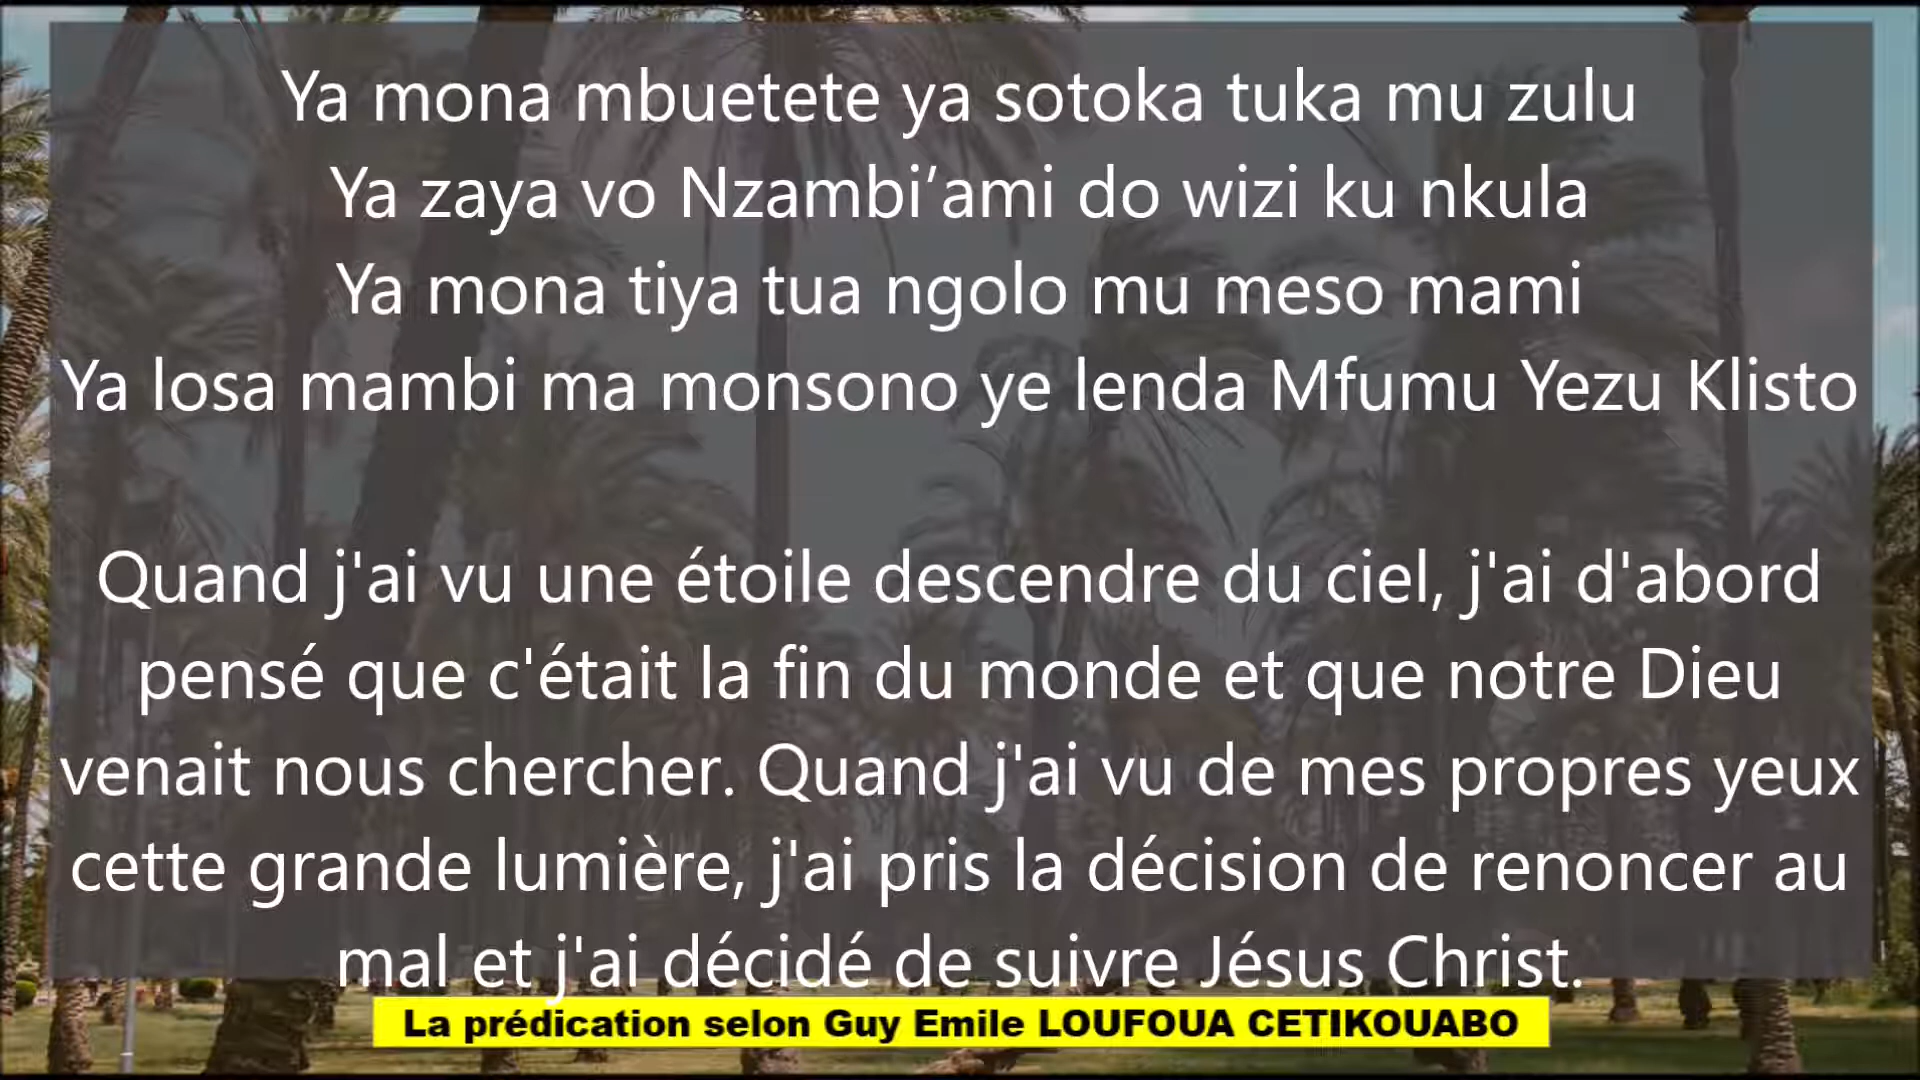 Ya mona mbuetete ya sotoka tuka mu zulu
Ya zaya vo Nzambi’ami do wizi ku nkula
Ya mona tiya tua ngolo mu meso mami
Ya losa mambi ma monsono ye lenda Mfumu Yezu Klisto
Quand j'ai vu une étoile descendre du ciel, j'ai d'abord
pensé que c'était la fin du monde et que notre Dieu
venait nous chercher. Quand j'ai vu de mes propres yeux
cette grande lumière, j'ai pris la décision de renoncer au
mal et j'ai décidé de suivre Jésus Christ.
La prédication selon Guy Emile LOUFOUA CETIKOUABO